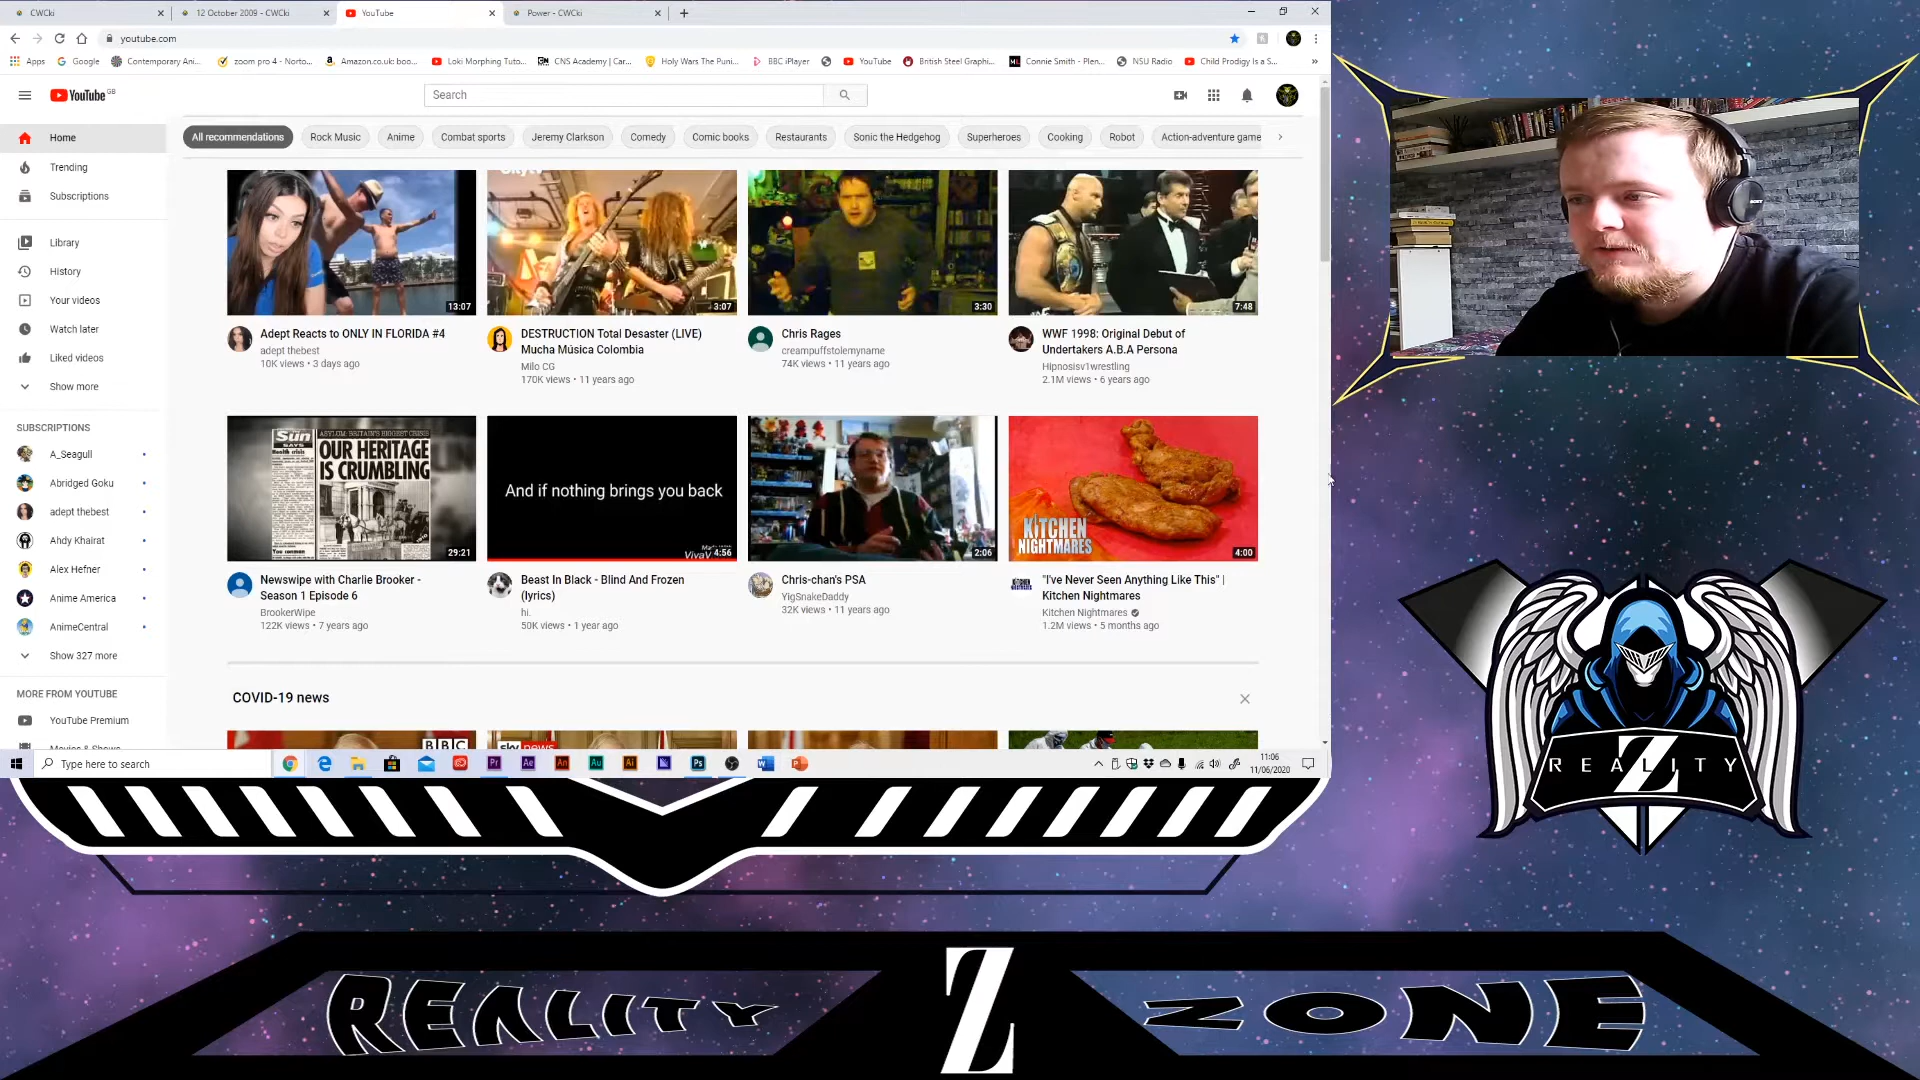 CWCki
12 October 2009 - CWCki
YouTube
Power - CWCki
youtube.com
Apps
Google
Contemporary Ani...
zoom pro 4 - Norto...
Amazon.co.uk: boo...
Loki Morphing Tuto...
CNS Academy | Car...
Holy Wars The Puni...
BBC iPlayer
YouTube
British Steel Graphi...
Connie Smith - Plen...
NSU Radio
Child Prodigy Is a S...
YouTube GB
Search
Home
Trending
Subscriptions
Library
History
Your videos
Watch later
Liked videos
Show more
SUBSCRIPTIONS
A_Seagull
Abridged Goku
adept thebest
Ahdy Khairat
Alex Hefner
Anime America
AnimeCentral
Show 327 more
MORE FROM YOUTUBE
YouTube Premium
Movies & Shows
All recommendations
Rock Music
Anime
Combat sports
Jeremy Clarkson
Comedy
Comic books
Restaurants
Sonic the Hedgehog
Superheroes
Cooking
Robot
Action-adventure game
13:07
Adept Reacts to ONLY IN FLORIDA #4
adept thebest
10K views • 3 days ago
3:07
DESTRUCTION Total Desaster (LIVE)
Mucha Música Colombia
Milo CG
170K views • 11 years ago
3:30
Chris Rages
creampuffstolemyname
74K views • 11 years ago
7:48
WWF 1998: Original Debut of
Undertakers A.B.A Persona
Hipnosisv1wrestling
2.1M views • 6 years ago
Sun
OUR HERITAGE
IS CRUMBLING
29:21
Newswipe with Charlie Brooker -
Season 1 Episode 6
BrookerWipe
122K views • 7 years ago
And if nothing brings you back
4:56
Beast In Black - Blind And Frozen
(lyrics)
hi.
50K views • 1 year ago
2:06
Chris-chan's PSA
YigSnakeDaddy
32K views • 11 years ago
KITCHEN
NIGHTMARES
4:00
"I've Never Seen Anything Like This" |
Kitchen Nightmares
Kitchen Nightmares
1.2M views • 5 months ago
COVID-19 news
BBC
sky news
Type here to search
11:06
11/06/2020
SONY
REALITY
Z
REALITY
Z
ZONE